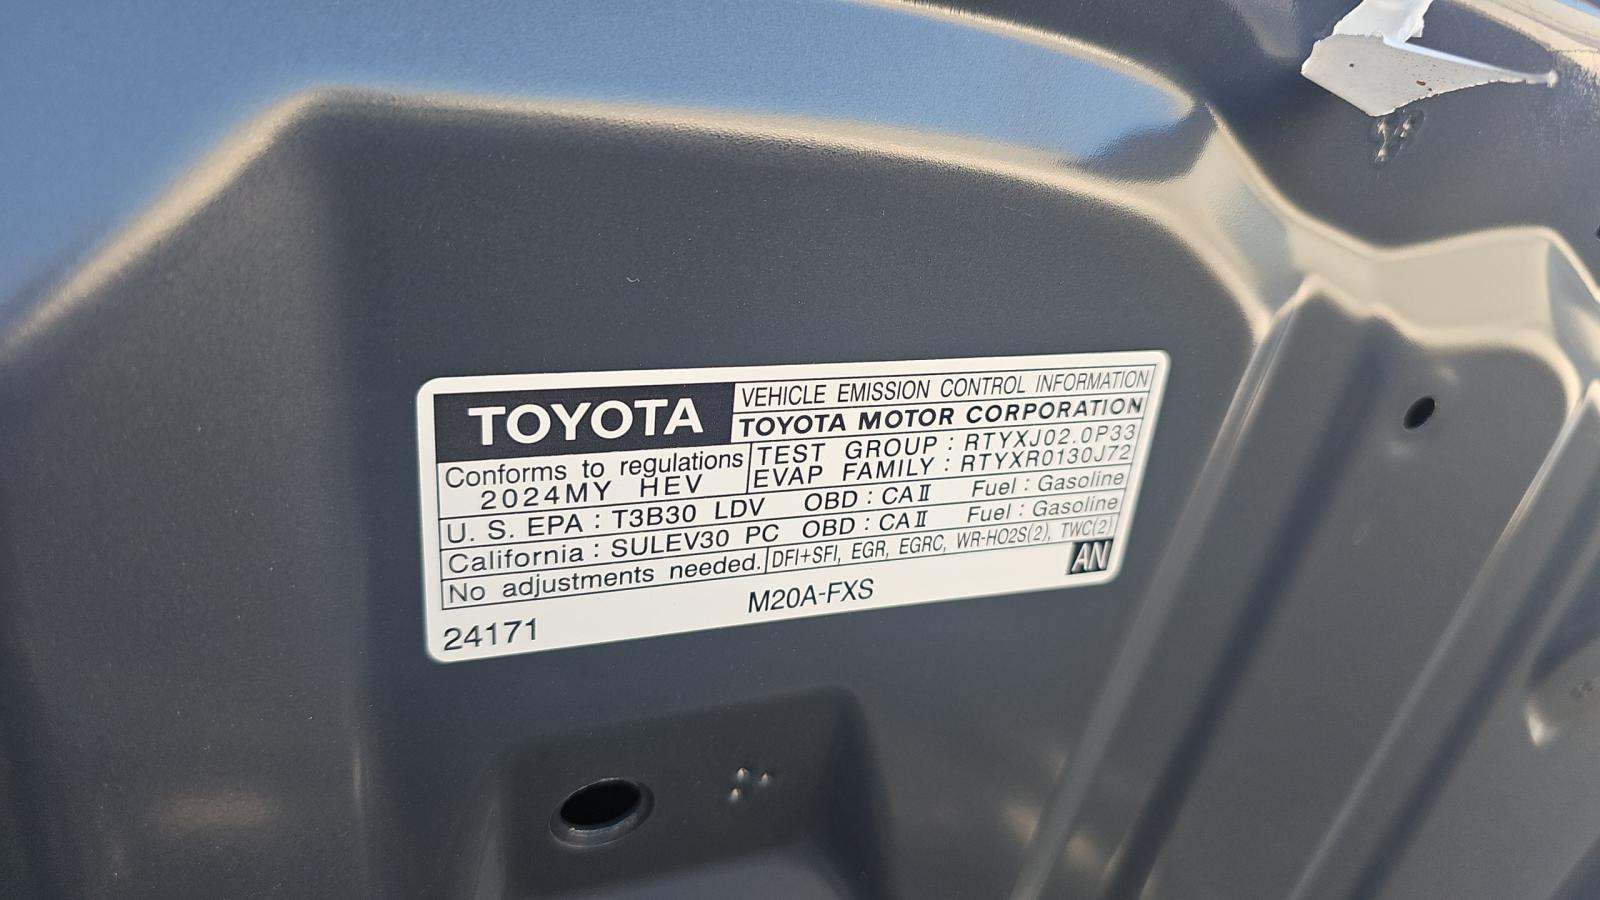 TOYOTA
VEHICLE EMISSION CONTROL INFORMATION
TOYOTA MOTOR CORPORATION
Conforms to regulations
2024MY HEV
TEST GROUP : RTYXJ02.0P33
EVAP FAMILY : RTYXR0130J72
U. S. EPA : T3B30 LDV OBD : CAⅡ Fuel : Gasoline
California : SULEV30 PC OBD : CAⅡ Fuel : Gasoline
No adjustments needed. DFI+SFI, EGR, EGRC, WR-HO2S(2), TWC(2)
AN
M20A-FXS
24171